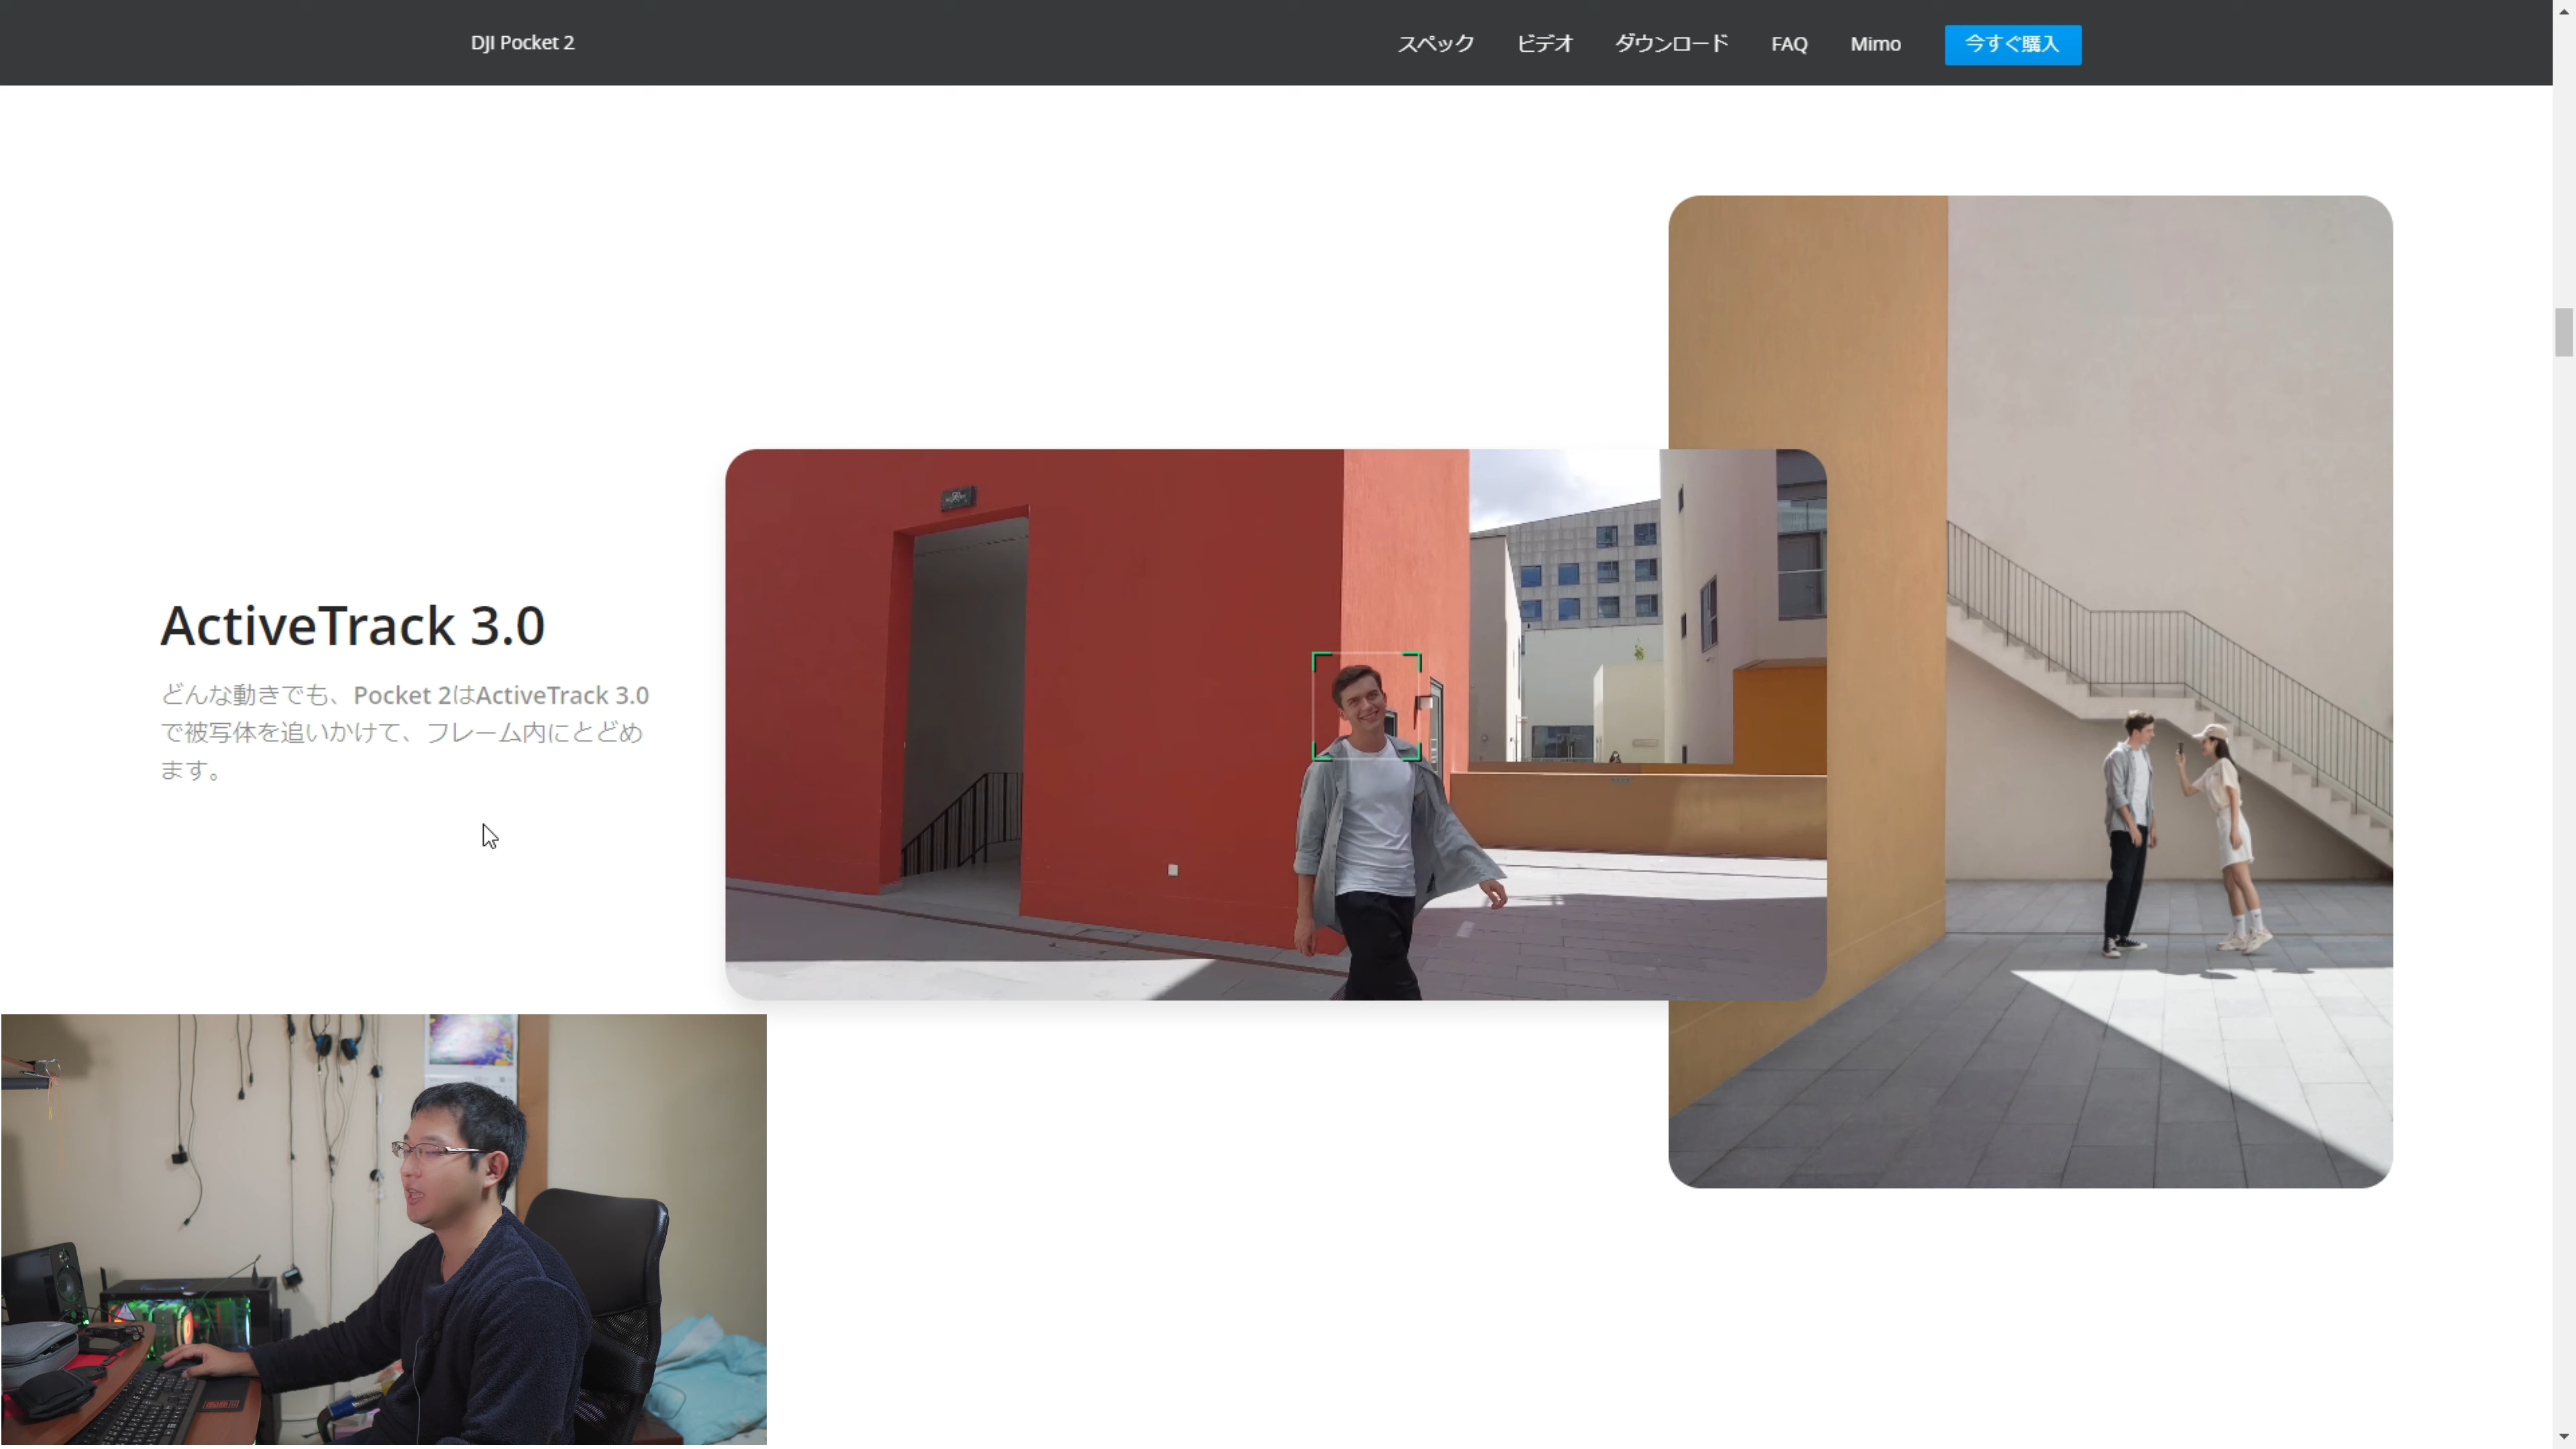 DJI Pocket 2
スペック
ビデオ
ダウンロード
FAQ
Mimo
今すぐ購入
ActiveTrack 3.0
どんな動きでも、Pocket 2はActiveTrack 3.0
で被写体を追いかけて、フレーム内にとどめ
ます。